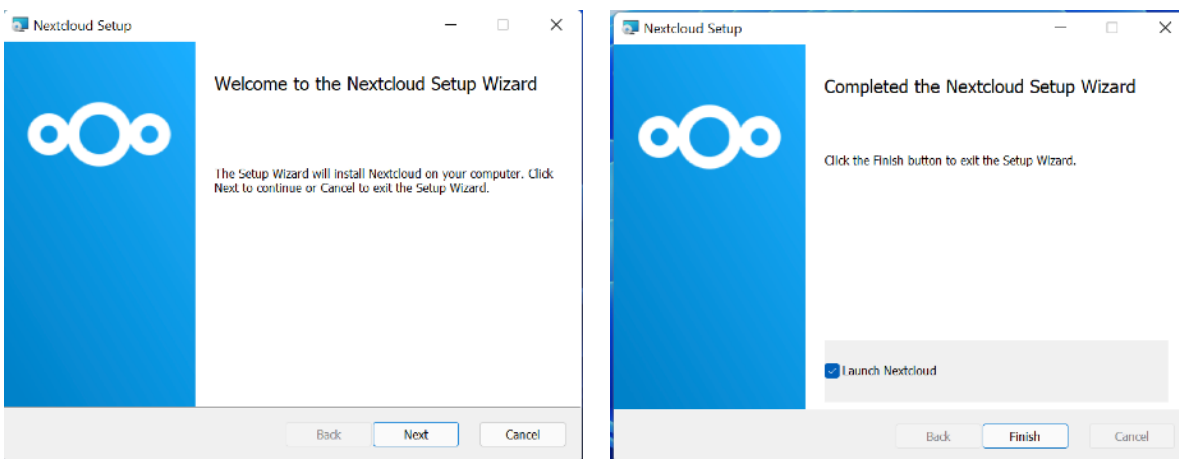 Nextcloud Setup
Welcome to the Nextcloud Setup Wizard
The Setup Wizard will install Nextcloud on your computer. Click
Next to continue or Cancel to exit the Setup Wizard.
Back
Next
Cancel
Nextcloud Setup
Completed the Nextcloud Setup Wizard
Click the Finish button to exit the Setup Wizard.
Launch Nextcloud
Back
Finish
Cancel